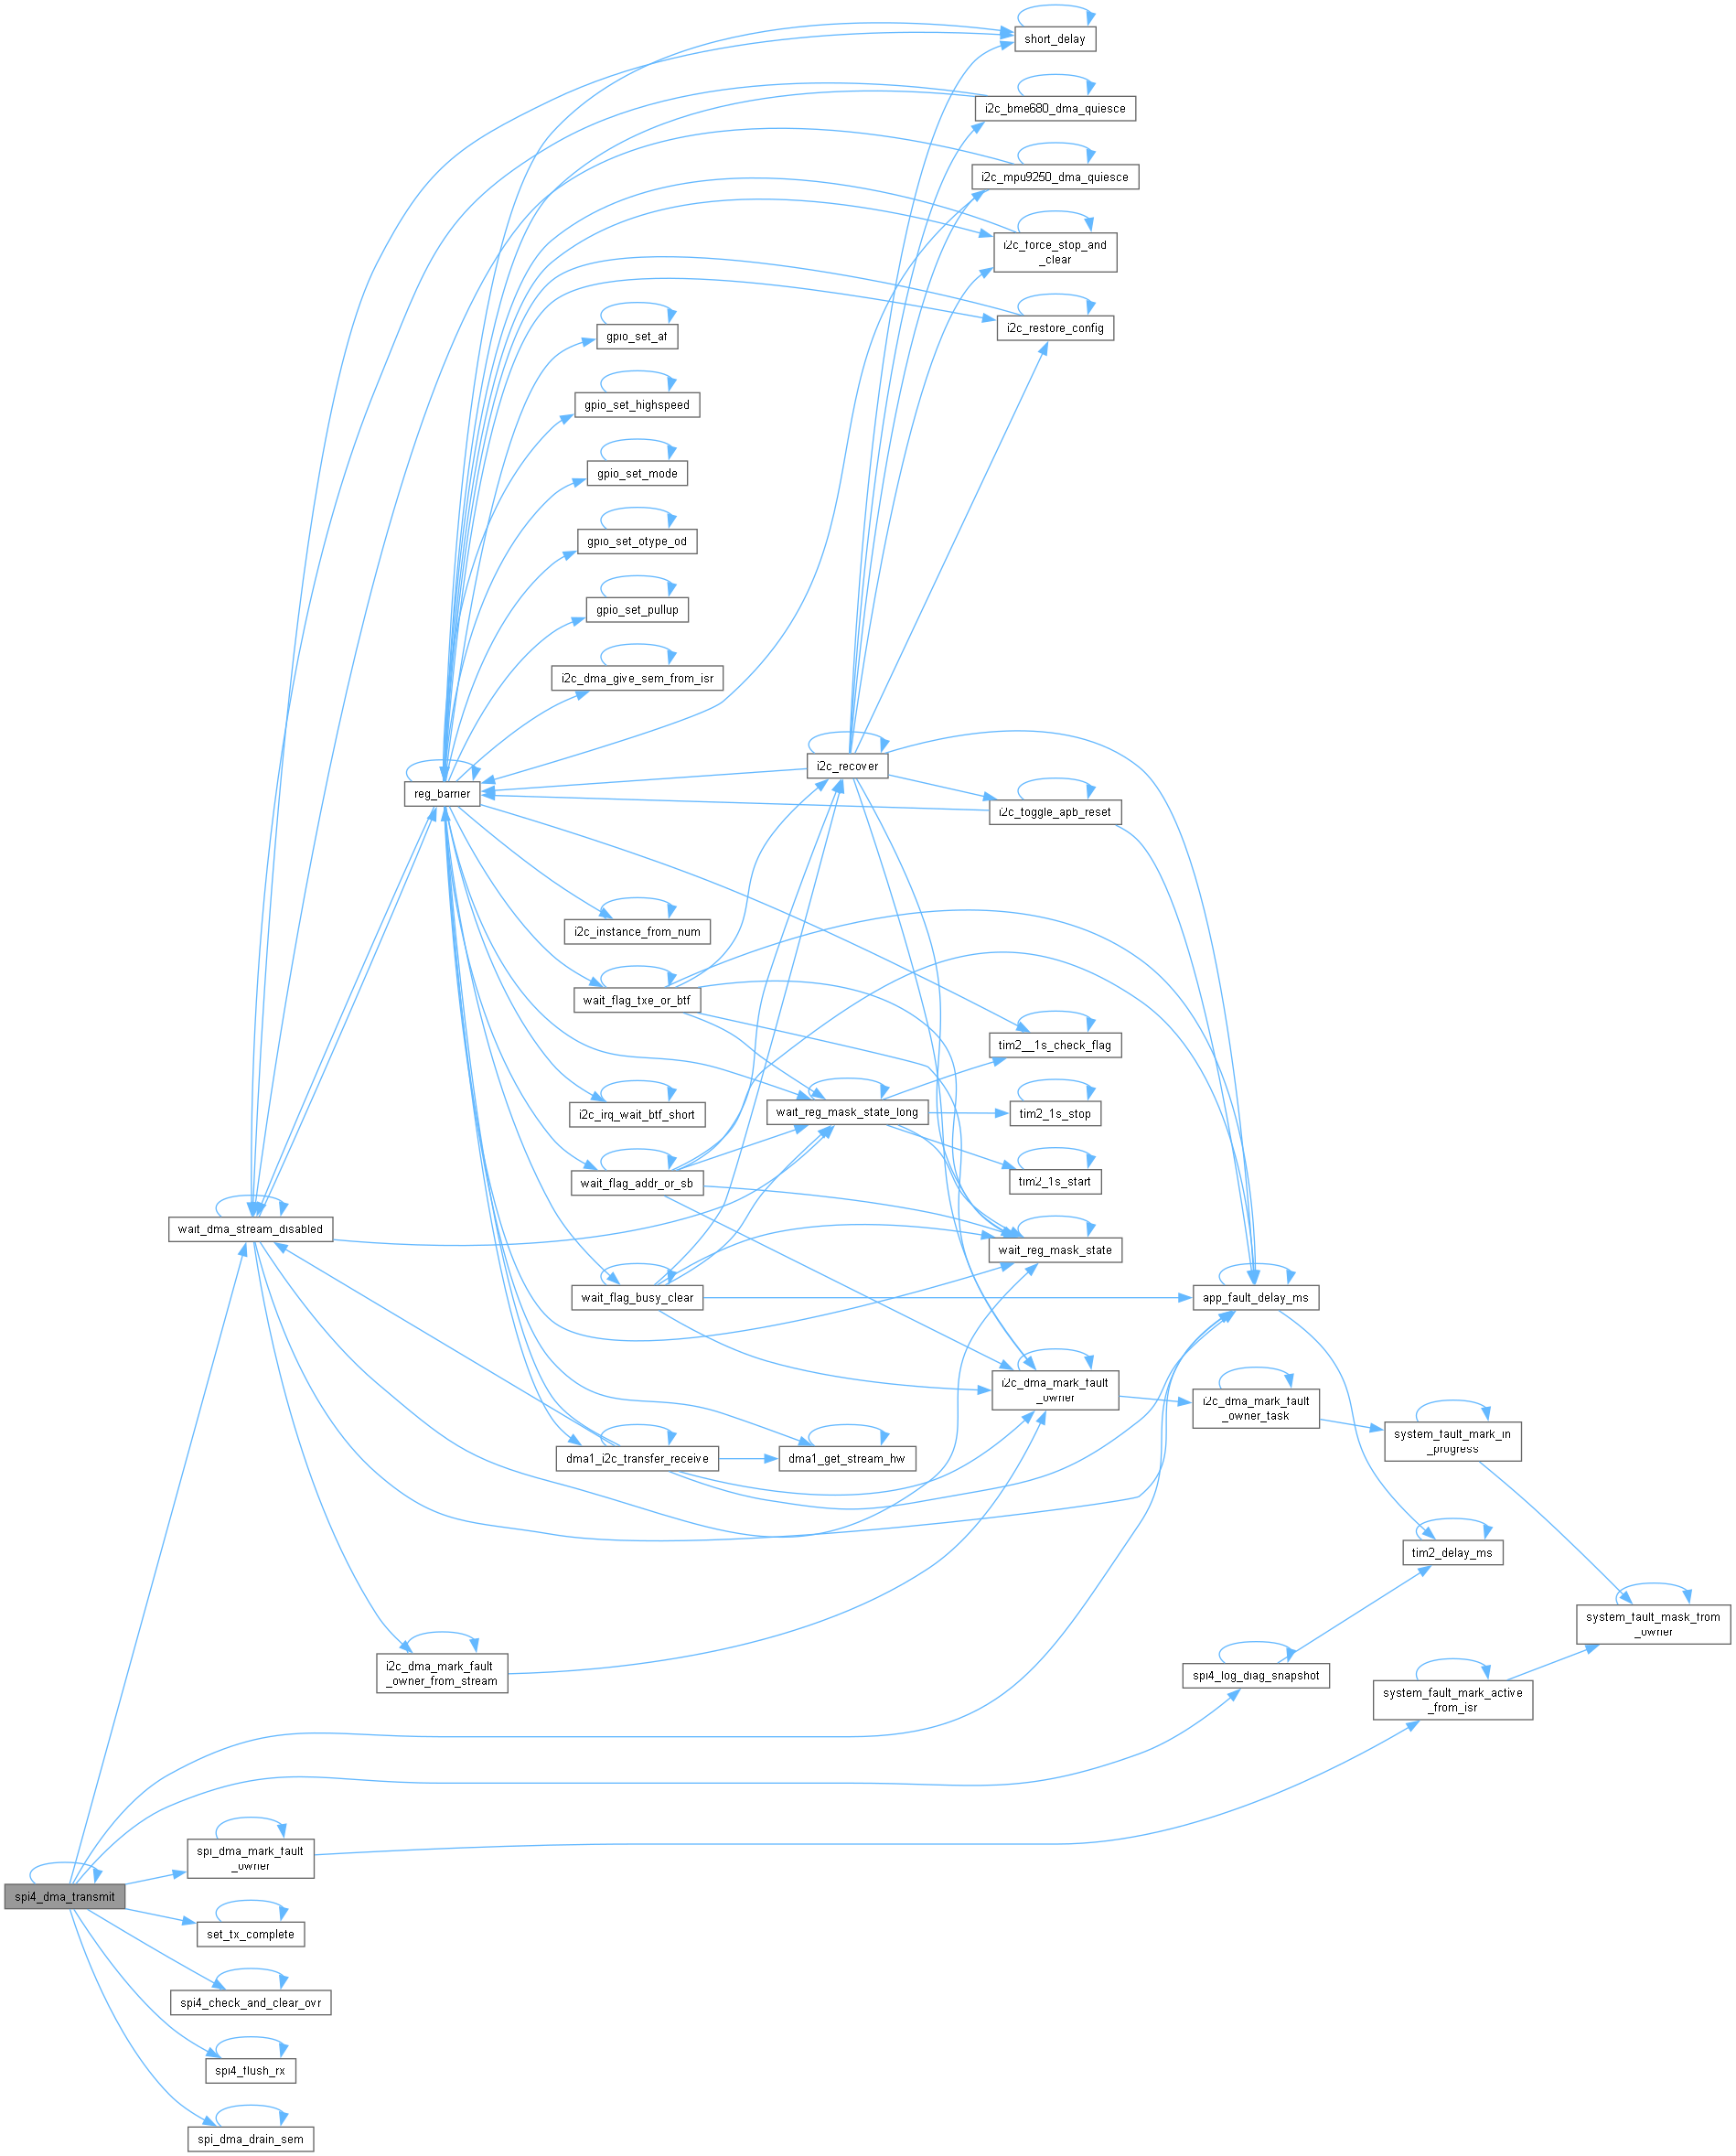 short_delay
i2c_bme680_dma_quiesce
i2c_mpu9250_dma_quiesce
i2c_force_stop_and
_clear
i2c_restore_config
gpio_set_af
gpio_set_highspeed
gpio_set_mode
gpio_set_otype_od
gpio_set_pullup
i2c_dma_give_sem_from_isr
i2c_recover
reg_barrier
i2c_toggle_apb_reset
i2c_instance_from_num
wait_flag_txe_or_btf
tim2__1s_check_flag
i2c_irq_wait_btf_short
wait_reg_mask_state_long
tim2_1s_stop
wait_flag_addr_or_sb
tim2_1s_start
wait_dma_stream_disabled
wait_reg_mask_state
wait_flag_busy_clear
app_fault_delay_ms
i2c_dma_mark_fault
_owner
i2c_dma_mark_fault
_owner_task
system_fault_mark_in
_progress
dma1_i2c_transfer_receive
dma1_get_stream_hw
tim2_delay_ms
system_fault_mask_from
_owner
i2c_dma_mark_fault
_owner_from_stream
spi4_log_diag_snapshot
system_fault_mark_active
_from_isr
spi_dma_mark_fault
_owner
spi4_dma_transmit
set_tx_complete
spi4_check_and_clear_ovr
spi4_flush_rx
spi_dma_drain_sem